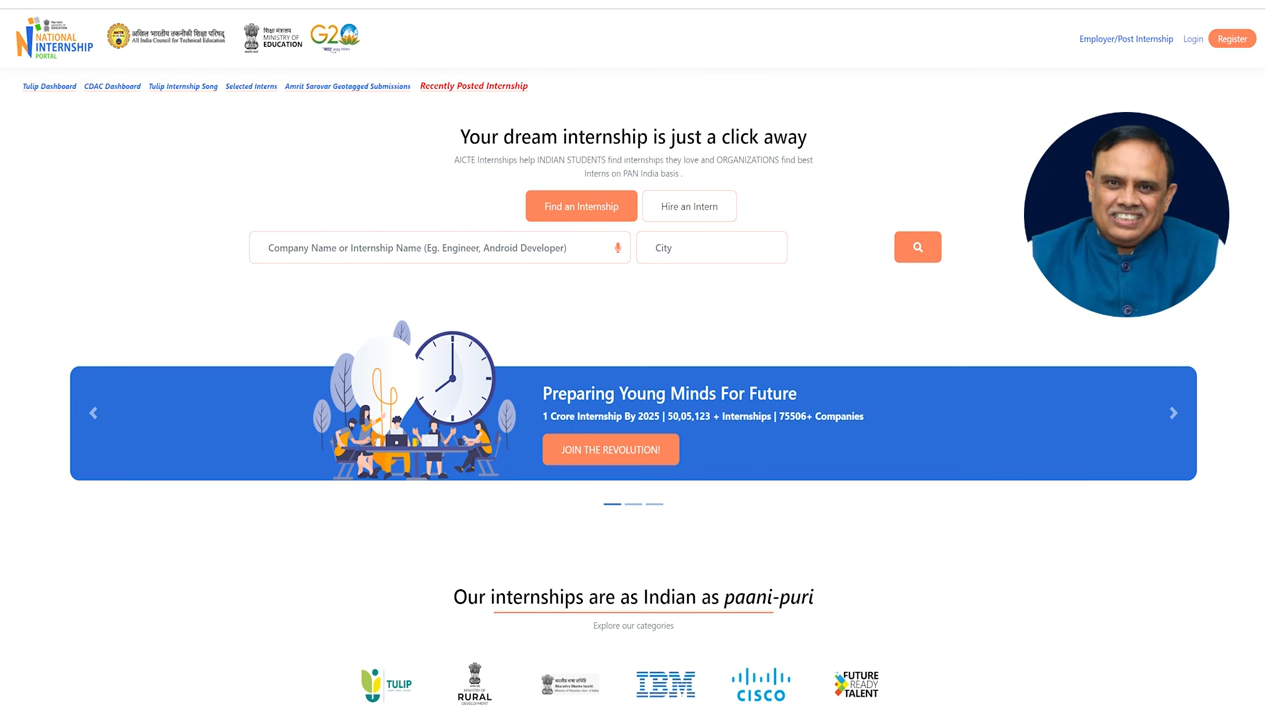 NATIONAL
INTERNSHIP
PORTAL
AICTE
अखिल भारतीय तकनीकी शिक्षा परिषद्
All India Council for Technical Education
शिक्षा मंत्रालय
MINISTRY OF
EDUCATION
G20
Employer/Post Internship
Login
Register
Tulip Dashboard
CDAC Dashboard
Tulip Internship Song
Selected Interns
Amrit Sarovar Geotagged Submissions
Recently Posted Internship
Your dream internship is just a click away
AICTE Internships help INDIAN STUDENTS find internships they love and ORGANIZATIONS find best
Interns on PAN India basis .
Find an Internship
Hire an Intern
Company Name or Internship Name (Eg. Engineer, Android Developer)
City
Preparing Young Minds For Future
1 Crore Internship By 2025 | 50,05,123 + Internships | 75506+ Companies
JOIN THE REVOLUTION!
Our internships are as Indian as paani-puri
Explore our categories
TULIP
MINISTRY OF
RURAL
DEVELOPMENT
IBM
CISCO
FUTURE
READY
TALENT